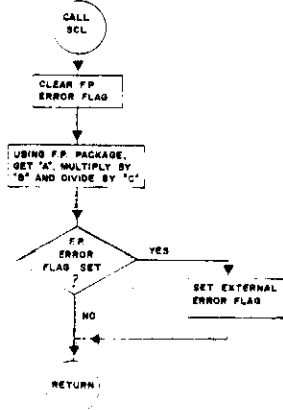 CALL
SCL
CLEAR F.P.
ERROR FLAG
USING F.P. PACKAGE,
GET "A", MULTIPLY BY
"B" AND DIVIDE BY "C"
F.P.
ERROR
FLAG SET
?
YES
SET EXTERNAL
ERROR FLAG
NO
RETURN